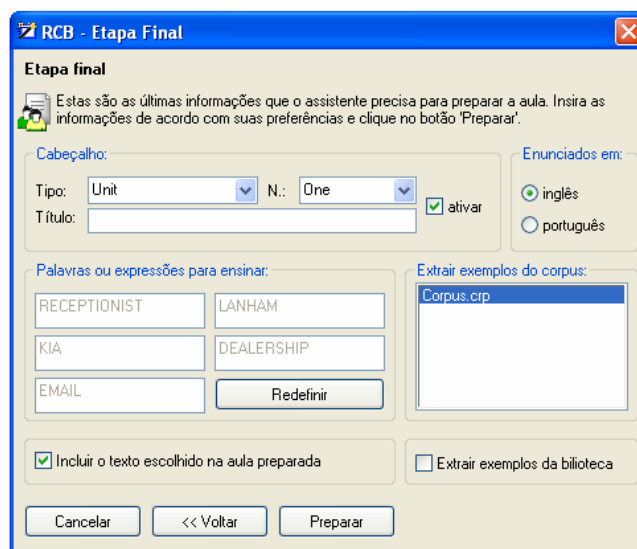 RCB - Etapa Final
Etapa final
Estas são as últimas informações que o assistente precisa para preparar a aula. Insira as
informações de acordo com suas preferências e clique no botão 'Preparar'.
Cabeçalho:
Tipo: Unit N.: One
Título:
ativar
Enunciados em:
inglês
português
Palavras ou expressões para ensinar:
RECEPTIONIST LANHAM
KIA DEALERSHIP
EMAIL Redefinir
Extrair exemplos do corpus:
Corpus.crp
Incluir o texto escolhido na aula preparada
Extrair exemplos da bilioteca
Cancelar << Voltar Preparar